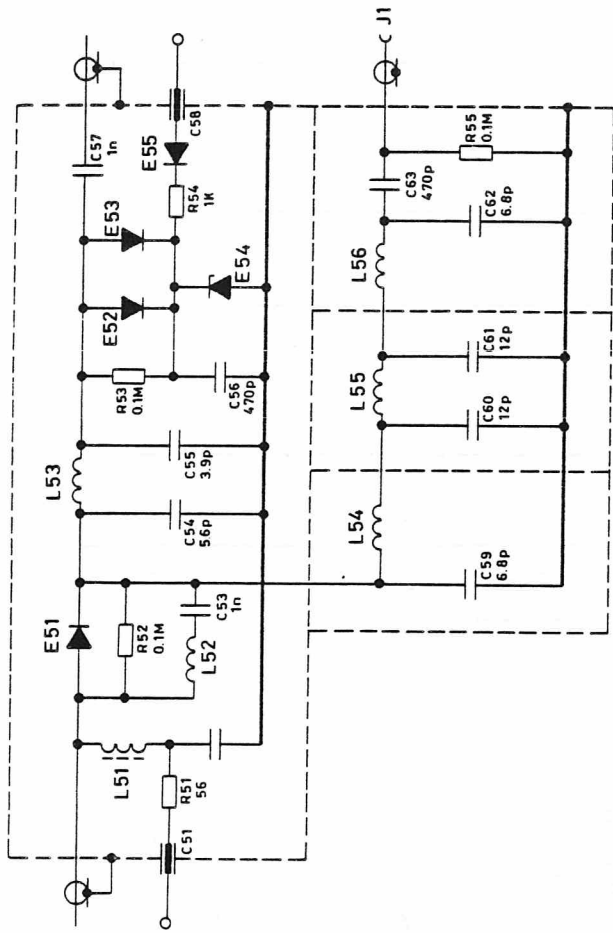 J1
C57
1n
C58
E55
R54
1K
E53
E54
E52
R53
0.1M
C56
470p
L53
C55
3.9p
C54
56p
E51
R52
0.1M
C53
1n
L52
L51
R51
56
C51
R55
0.1M
C63
470p
C62
6.8p
L56
C61
12p
L55
C60
12p
L54
C59
6.8p